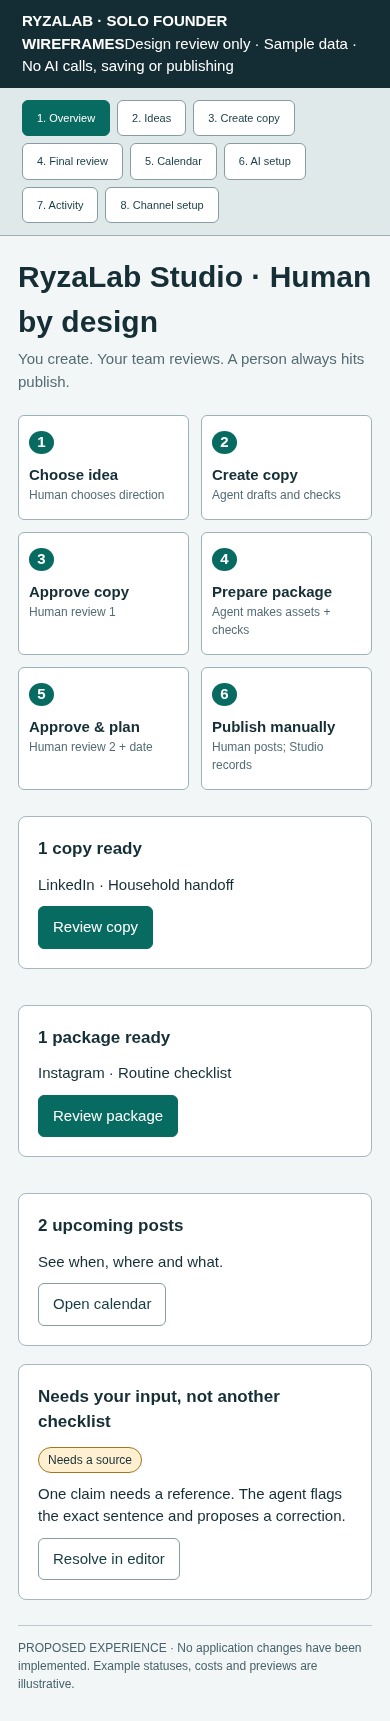 RYZALAB · SOLO FOUNDER
WIREFRAMESDesign review only · Sample data ·
No AI calls, saving or publishing
1. Overview
2. Ideas
3. Create copy
4. Final review
5. Calendar
6. AI setup
7. Activity
8. Channel setup
RyzaLab Studio · Human
by design
You create. Your team reviews. A person always hits
publish.
1
Choose idea
Human chooses direction
2
Create copy
Agent drafts and checks
3
Approve copy
Human review 1
4
Prepare package
Agent makes assets +
checks
5
Approve & plan
Human review 2 + date
6
Publish manually
Human posts; Studio
records
1 copy ready
LinkedIn · Household handoff
Review copy
1 package ready
Instagram · Routine checklist
Review package
2 upcoming posts
See when, where and what.
Open calendar
Needs your input, not another
checklist
Needs a source
One claim needs a reference. The agent flags
the exact sentence and proposes a correction.
Resolve in editor
PROPOSED EXPERIENCE · No application changes have been
implemented. Example statuses, costs and previews are
illustrative.